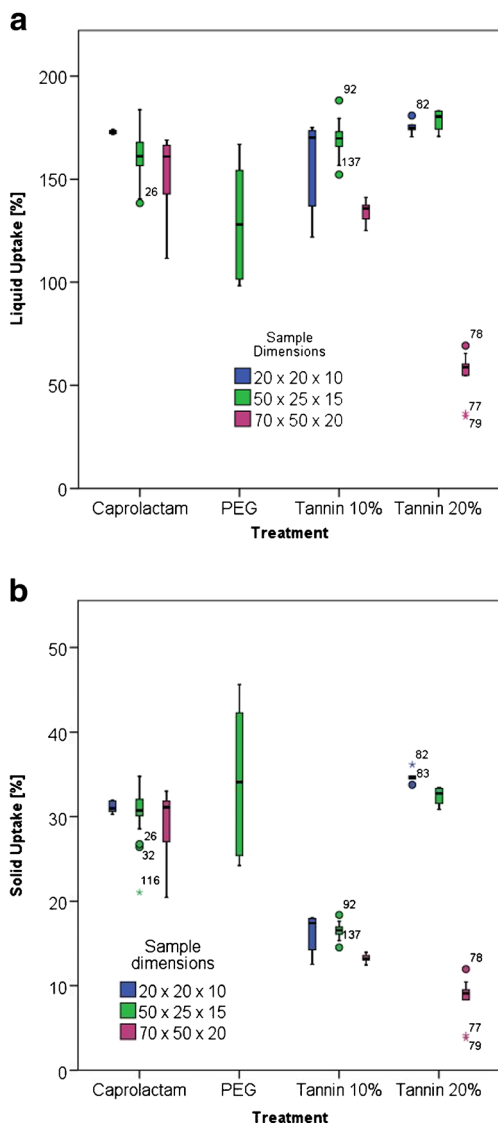 a
200
150
100
50
0
Liquid Uptake [%]
92
82
137
26
Sample
Dimensions
20 x 20 x 10
50 x 25 x 15
70 x 50 x 20
78
77
79
Caprolactam PEG Tannin 10% Tannin 20%
Treatment
b
50
40
30
20
10
0
Solid Uptake [%]
82
83
26
32
116
92
137
Sample
dimensions
20 x 20 x 10
50 x 25 x 15
70 x 50 x 20
78
77
79
Caprolactam PEG Tannin 10% Tannin 20%
Treatment